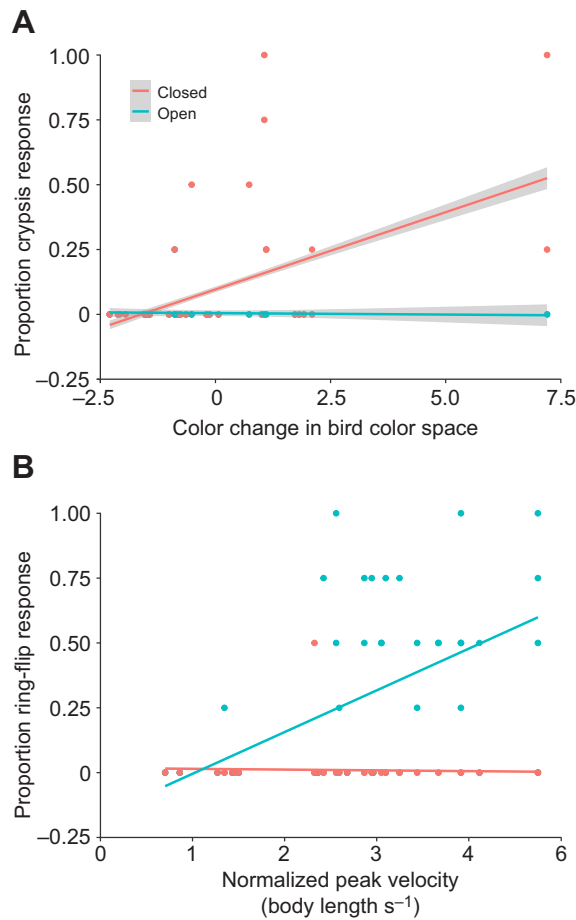 A
Proportion crypsis response
1.00
0.75
0.50
0.25
0
–0.25
Closed
Open
–2.5
0
2.5
5.0
7.5
Color change in bird color space
B
Proportion ring-flip response
1.00
0.75
0.50
0.25
0
–0.25
0
1
2
3
4
5
6
Normalized peak velocity
(body length s⁻¹)